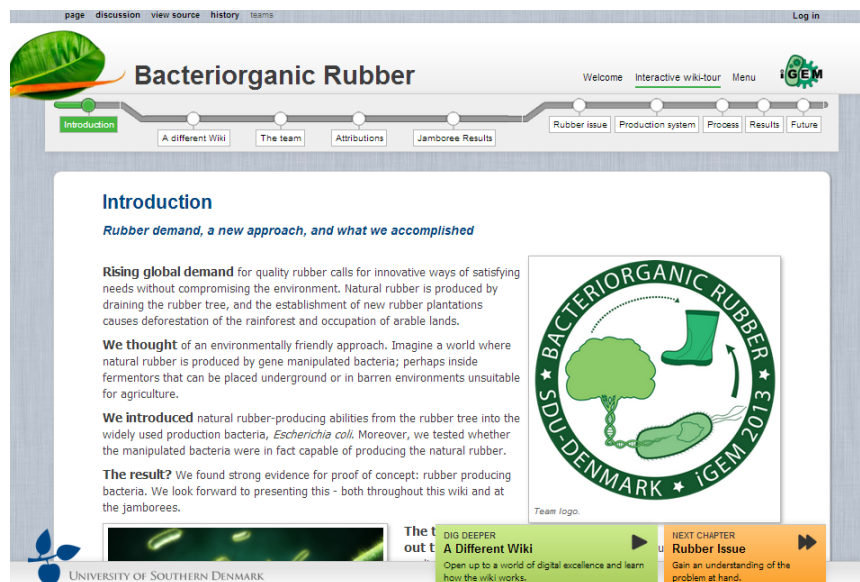 page discussion view source history teams
Log in
Bacteriorganic Rubber
Welcome Interactive wiki-tour Menu
iGEM
Introduction
A different Wiki
The team
Attributions
Jamboree Results
Rubber issue
Production system
Process
Results
Future
Introduction
Rubber demand, a new approach, and what we accomplished
Rising global demand for quality rubber calls for innovative ways of satisfying
needs without compromising the environment. Natural rubber is produced by
draining the rubber tree, and the establishment of new rubber plantations
causes deforestation of the rainforest and occupation of arable lands.
We thought of an environmentally friendly approach. Imagine a world where
natural rubber is produced by gene manipulated bacteria; perhaps inside
fermentors that can be placed underground or in barren environments unsuitable
for agriculture.
We introduced natural rubber-producing abilities from the rubber tree into the
widely used production bacteria, Escherichia coli. Moreover, we tested whether
the manipulated bacteria were in fact capable of producing the natural rubber.
The result? We found strong evidence for proof of concept: rubber producing
bacteria. We look forward to presenting this - both throughout this wiki and at
the jamborees.
BACTERIORGANIC RUBBER
SDU-DENMARK ★ iGEM 2013
Team logo.
The t
out t
DIG DEEPER
A Different Wiki
Open up to a world of digital excellence and learn
how the wiki works.
NEXT CHAPTER
Rubber Issue
Gain an understanding of the
problem at hand.
UNIVERSITY OF SOUTHERN DENMARK